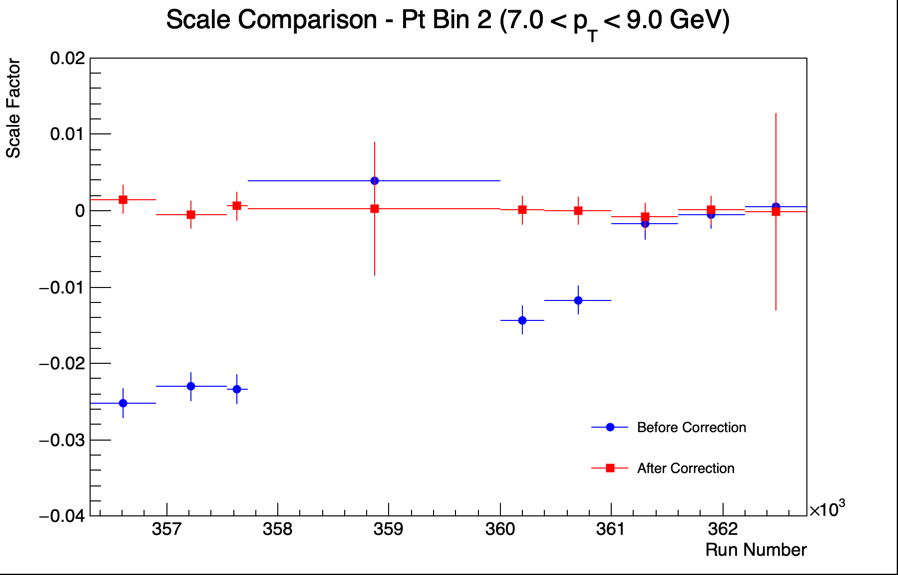 Scale Comparison - Pt Bin 2 (7.0 < p_T < 9.0 GeV)
Scale Factor
0.02
0.01
0
−0.01
−0.02
−0.03
−0.04
Before Correction
After Correction
357 358 359 360 361 362
×10³
Run Number